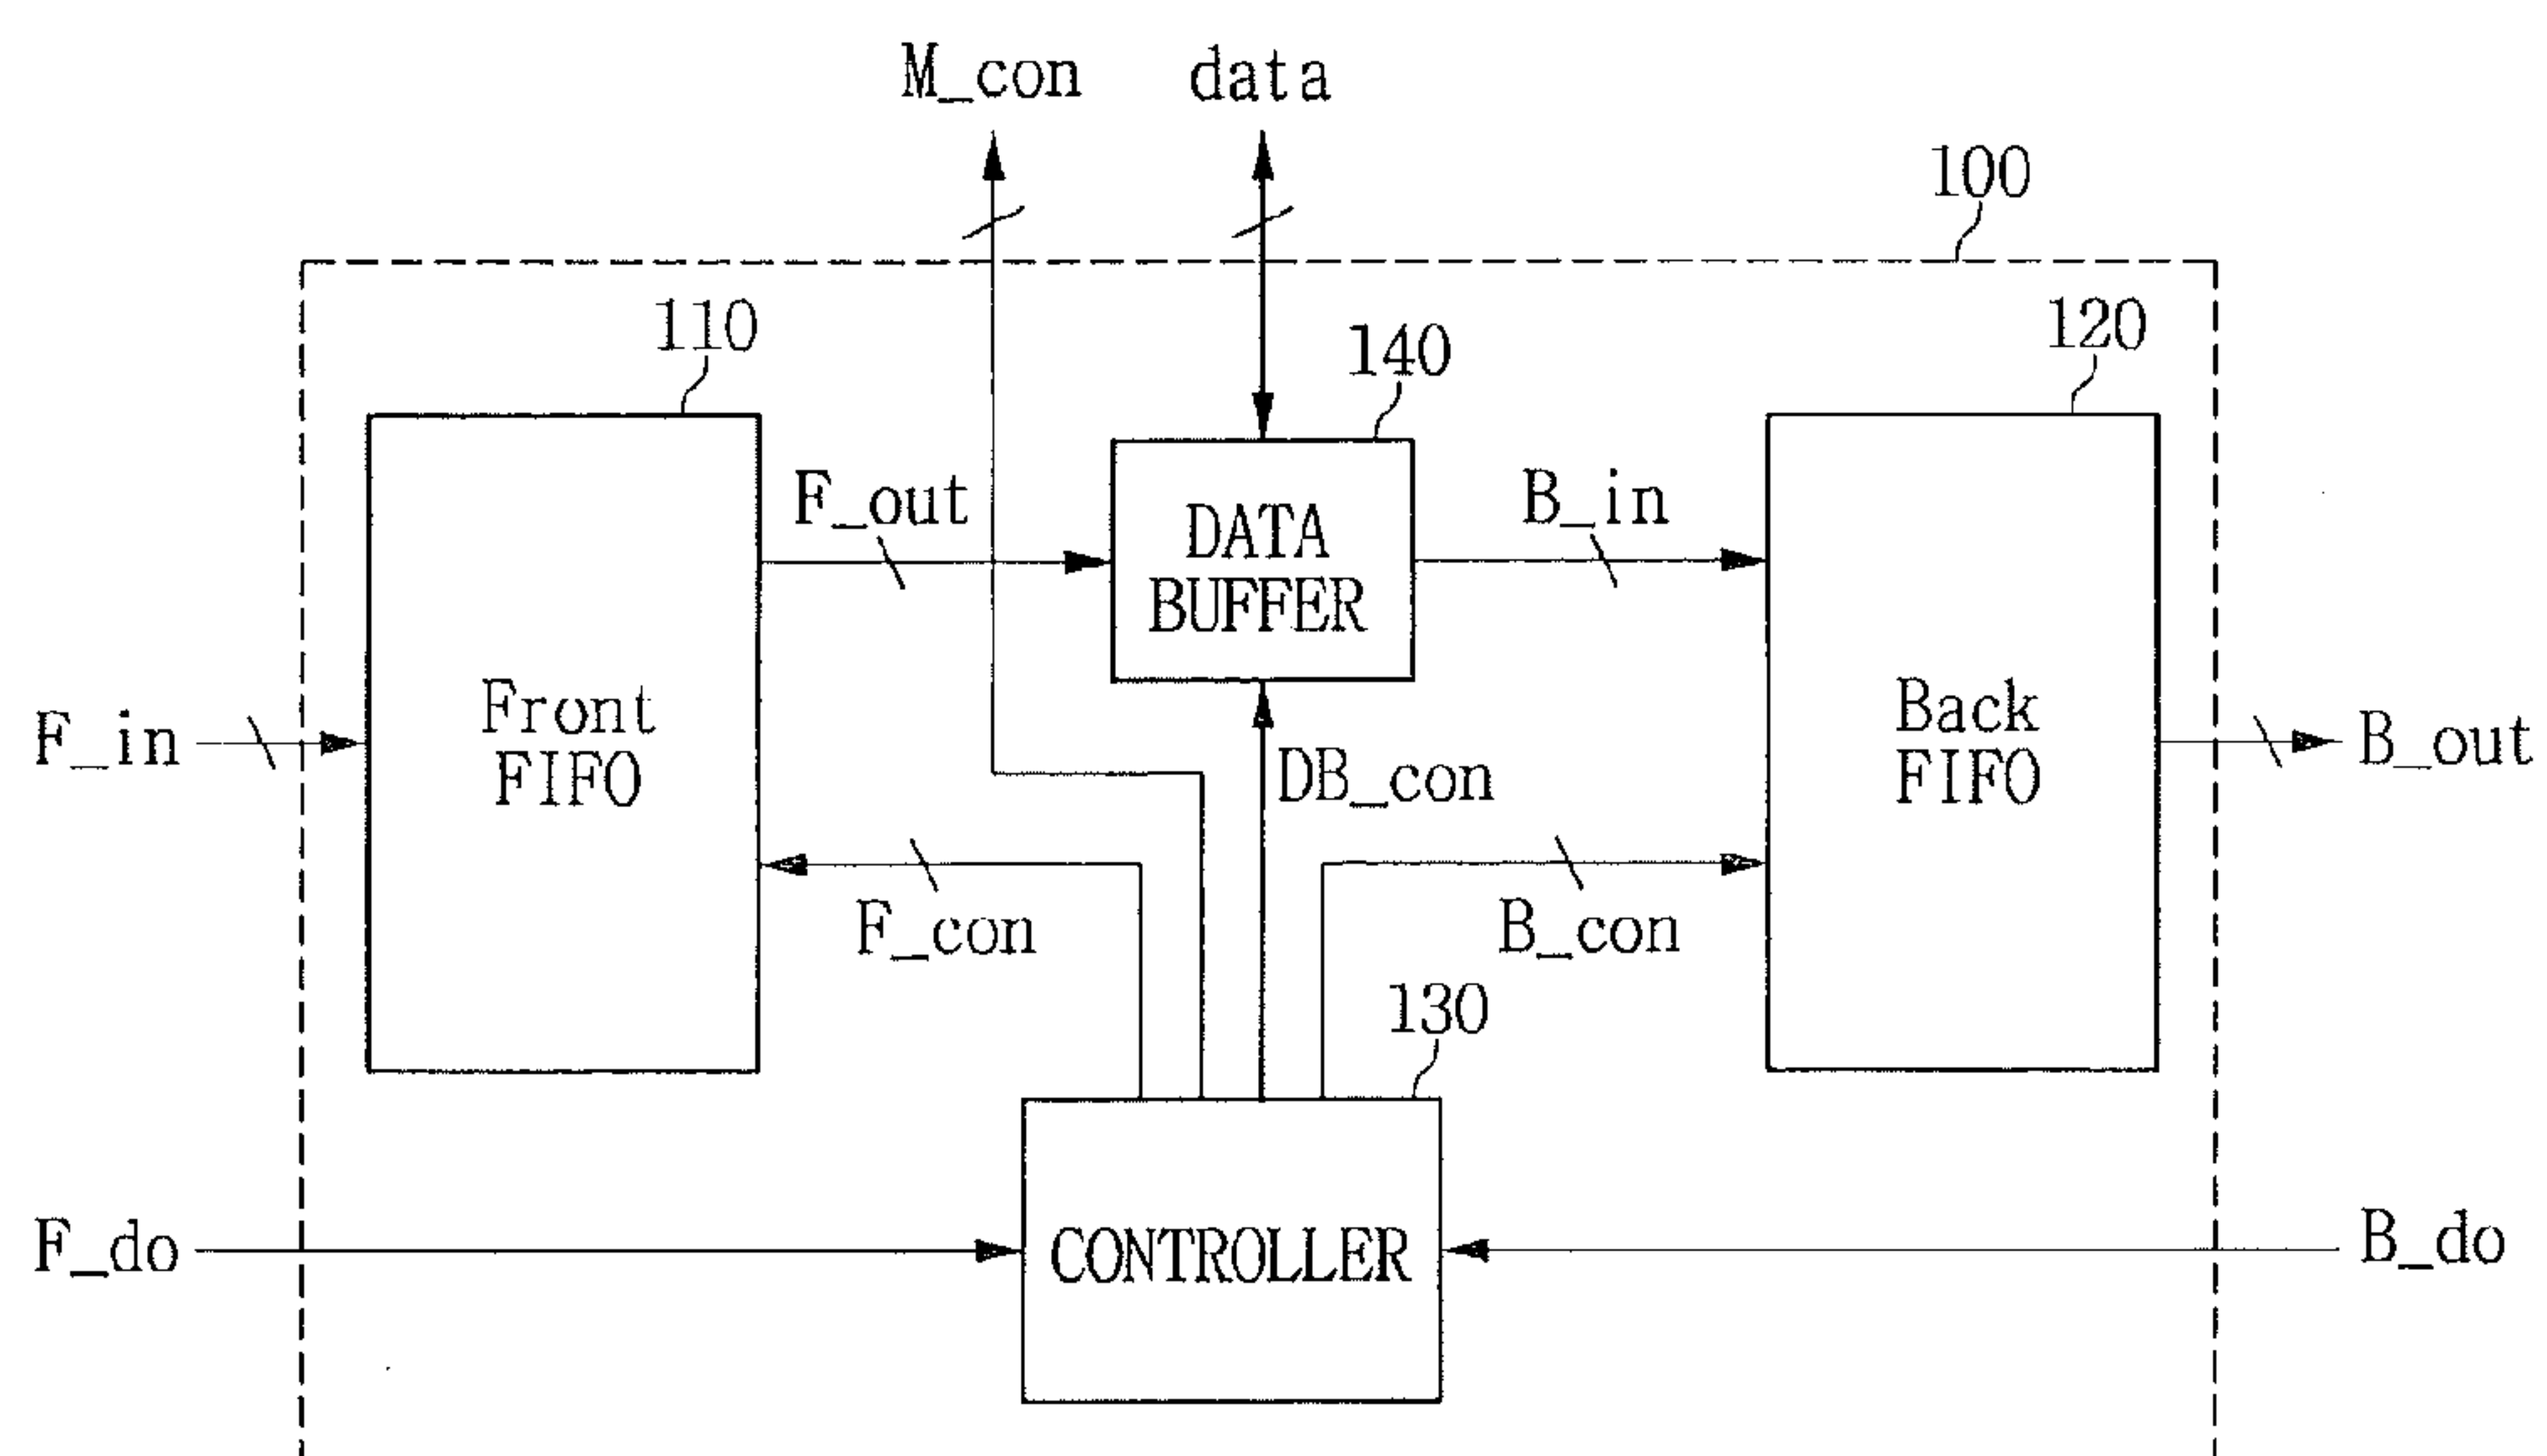 M_con
data
100
110
140
120
F_out
DATA
BUFFER
B_in
Front
FIFO
Back
FIFO
F_in
B_out
DB_con
F_con
B_con
130
F_do
CONTROLLER
B_do